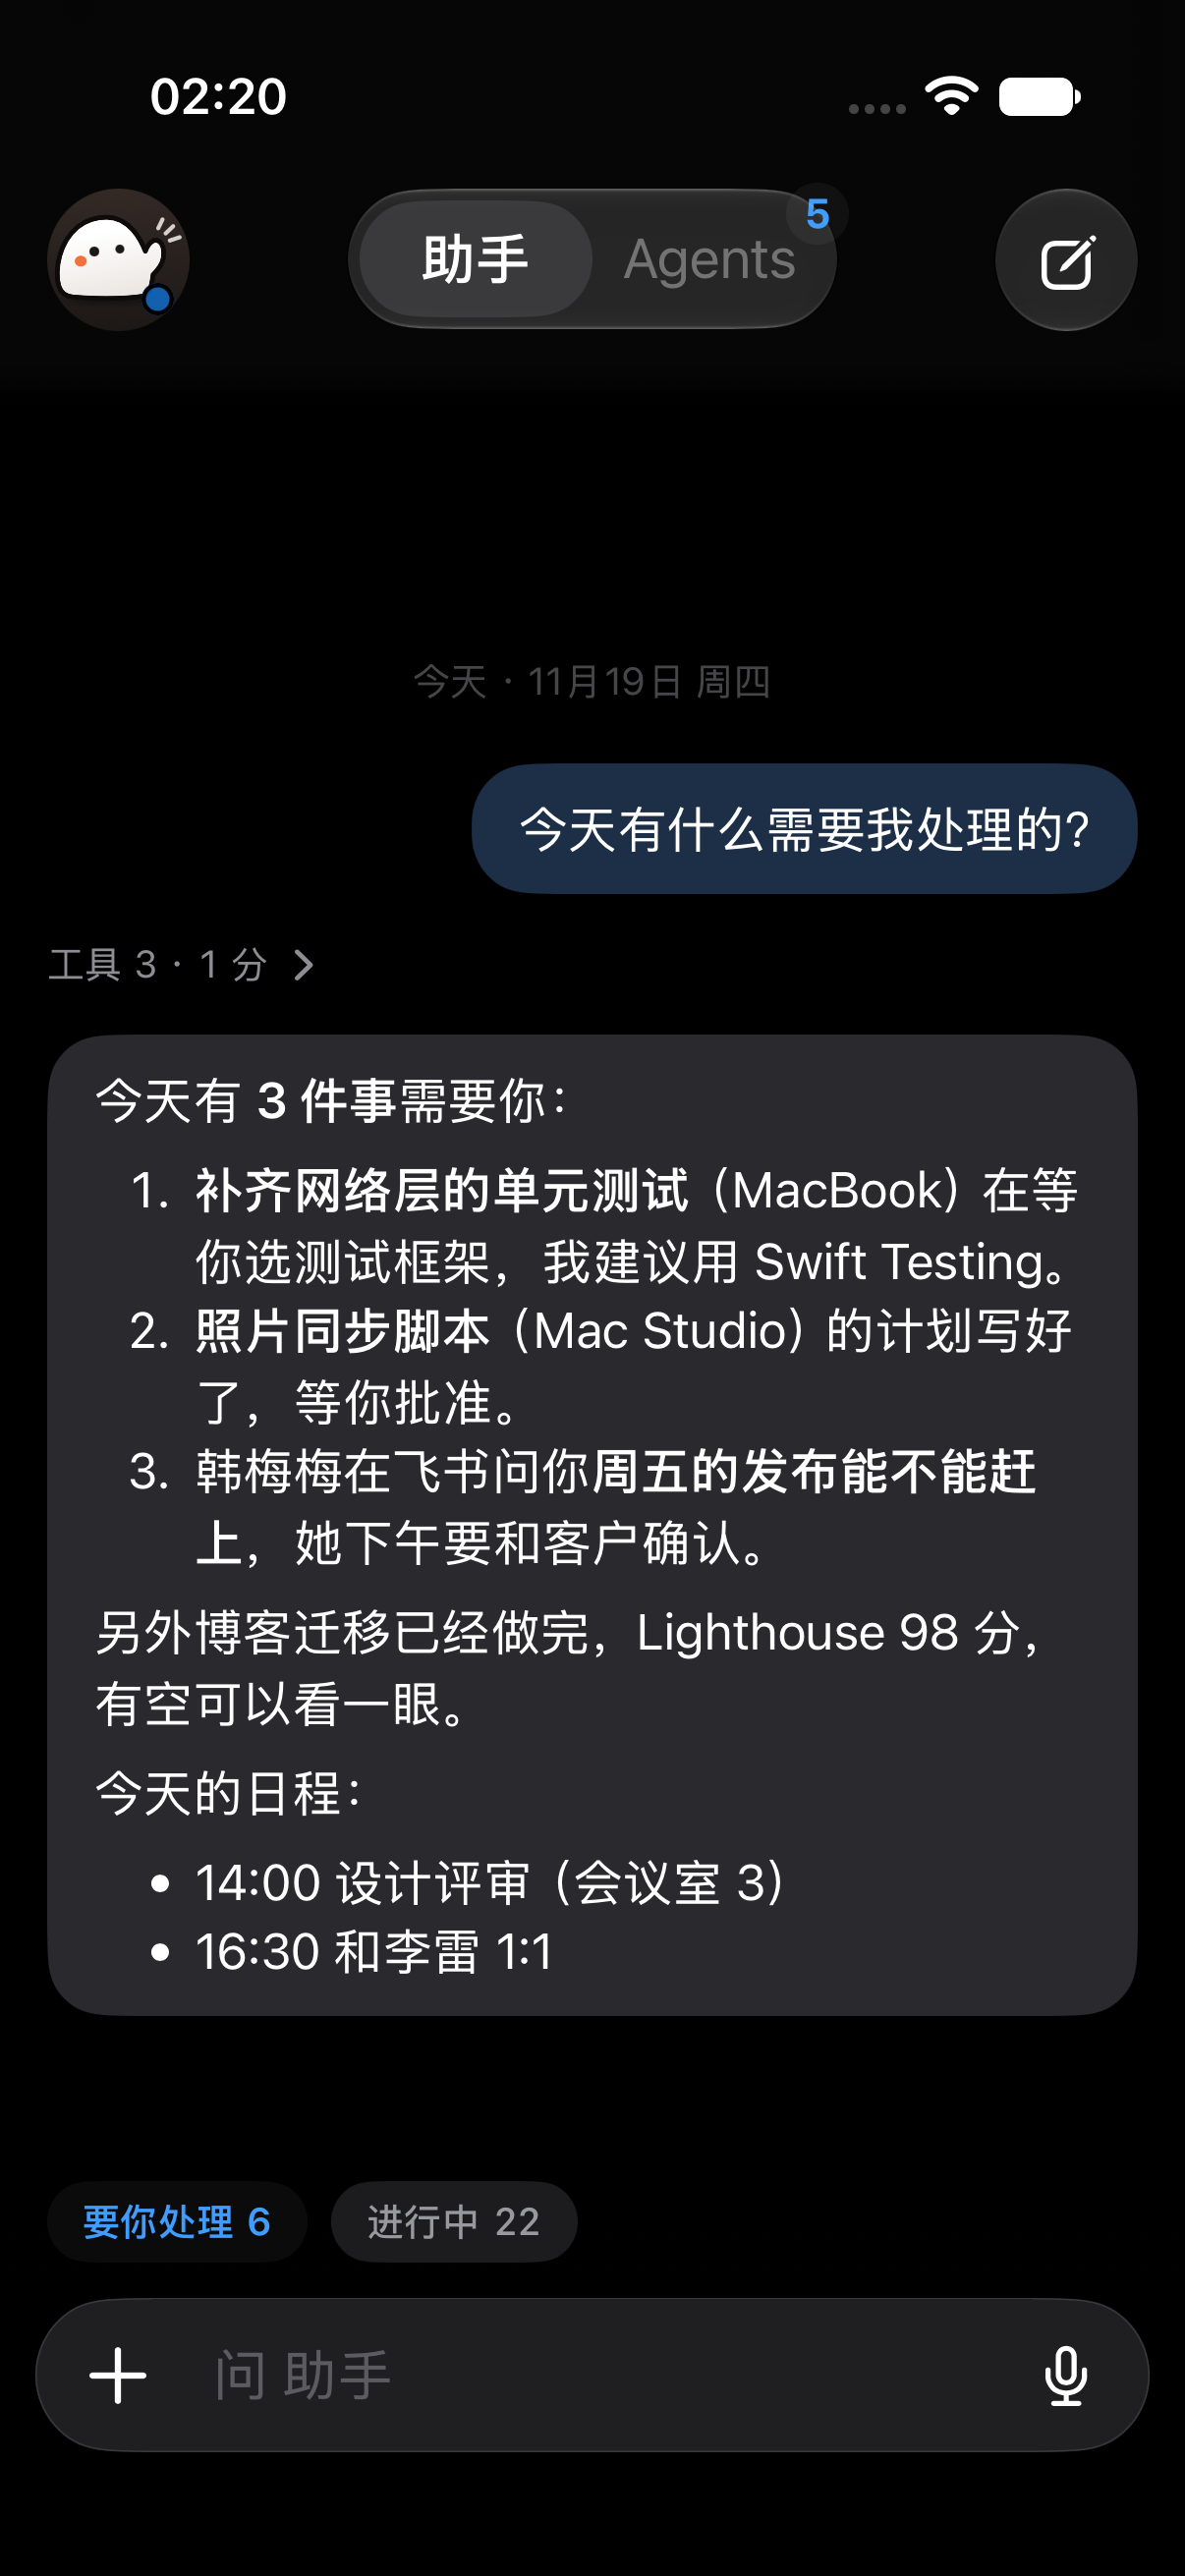 02:20
助手
Agents
5
今天 · 11月19日 周四
今天有什么需要我处理的?
工具 3 · 1 分
今天有 3 件事需要你：
1. 补齐网络层的单元测试（MacBook）在等
你选测试框架，我建议用 Swift Testing。
2. 照片同步脚本（Mac Studio）的计划写好
了，等你批准。
3. 韩梅梅在飞书问你周五的发布能不能赶
上，她下午要和客户确认。
另外博客迁移已经做完，Lighthouse 98 分，
有空可以看一眼。
今天的日程：
• 14:00 设计评审（会议室 3）
• 16:30 和李雷 1:1
要你处理 6
进行中 22
问 助手